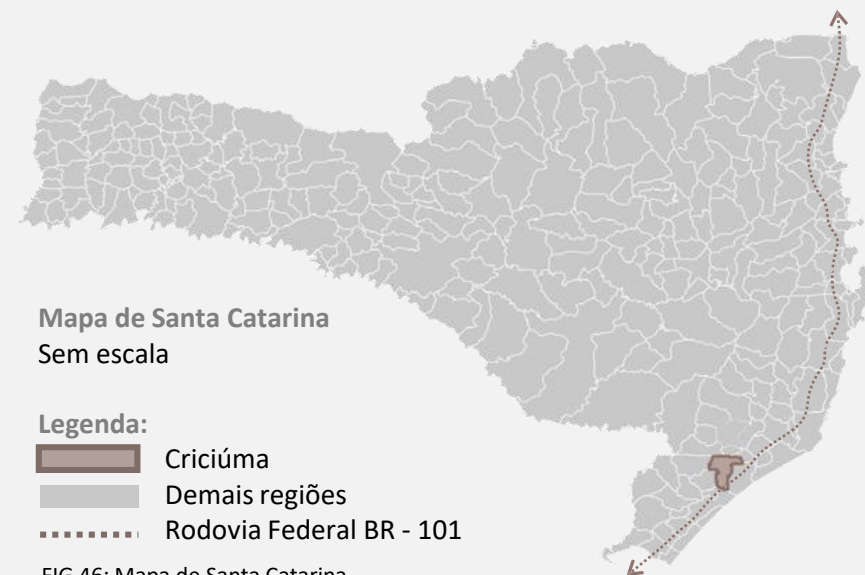 Mapa de Santa Catarina
Sem escala
Legenda:
Criciúma
Demais regiões
Rodovia Federal BR - 101
FIG 46: Mapa de Santa Catarina